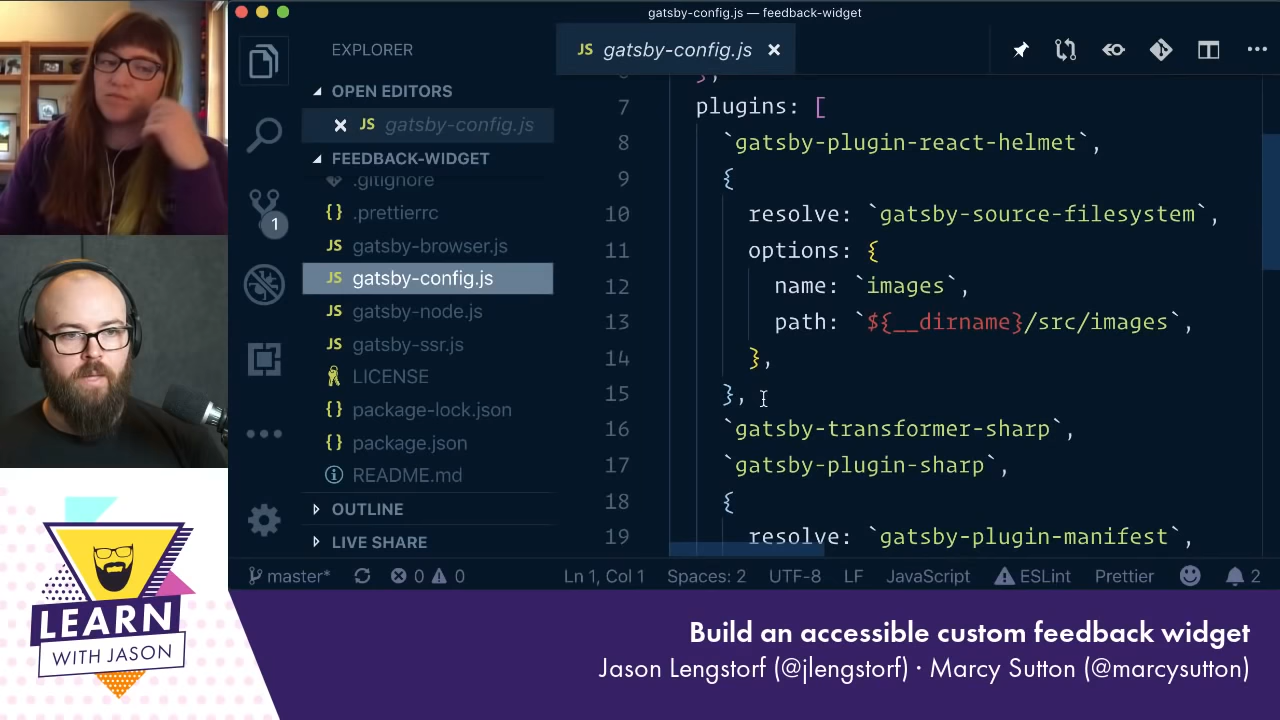 gatsby-config.js — feedback-widget
EXPLORER
OPEN EDITORS
JS gatsby-config.js
FEEDBACK-WIDGET
.gitignore
{} .prettierrc
JS gatsby-browser.js
JS gatsby-config.js
JS gatsby-node.js
JS gatsby-ssr.js
LICENSE
{} package-lock.json
{} package.json
README.md
OUTLINE
LIVE SHARE
1
JS gatsby-config.js
},
7 plugins: [
8 `gatsby-plugin-react-helmet`,
9 {
10 resolve: `gatsby-source-filesystem`,
11 options: {
12 name: `images`,
13 path: `${__dirname}/src/images`,
14 },
15 },
16 `gatsby-transformer-sharp`,
17 `gatsby-plugin-sharp`,
18 {
19 resolve: `gatsby-plugin-manifest`,
master* 0 0 Ln 1, Col 1 Spaces: 2 UTF-8 LF JavaScript ESLint Prettier 2
LEARN
WITH JASON
Build an accessible custom feedback widget
Jason Lengstorf (@jlengstorf) · Marcy Sutton (@marcysutton)